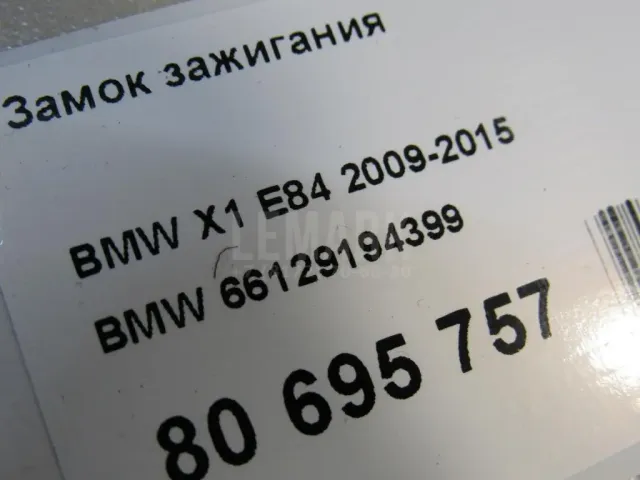 Замок зажигания
BMW X1 E84 2009-2015
BMW 66129194399
80 695 757